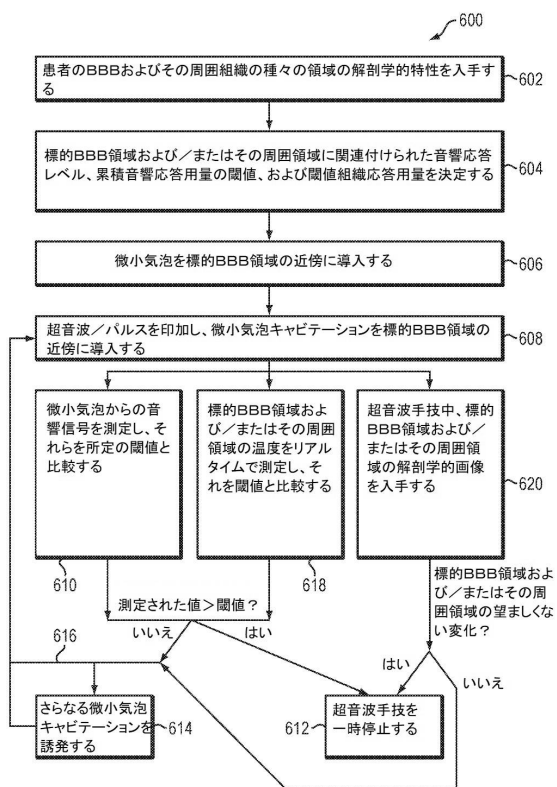 600
患者のBBBおよびその周囲組織の種々の領域の解剖学的特性を入手す
る
602
標的BBB領域および／またはその周囲領域に関連付けられた音響応答
レベル、累積音響応答用量の閾値、および閾値組織応答用量を決定する
604
微小気泡を標的BBB領域の近傍に導入する
606
超音波／パルスを印加し、微小気泡キャビテーションを標的BBB領域の
近傍に導入する
608
微小気泡からの音
響信号を測定し、そ
れらを所定の閾値と
比較する
610
標的BBB領域およ
び／またはその周囲
領域の温度をリアル
タイムで測定し、そ
れを閾値と比較する
618
超音波手技中、標的
BBB領域および／
またはその周囲領
域の解剖学的画像
を入手する
620
測定された値＞閾値？
いいえ
はい
標的BBB領域およ
び／またはその周
囲領域の望ましくな
い変化？
はい
いいえ
616
さらなる微小気泡
キャビテーションを
誘発する
614
612
超音波手技を
一時停止する